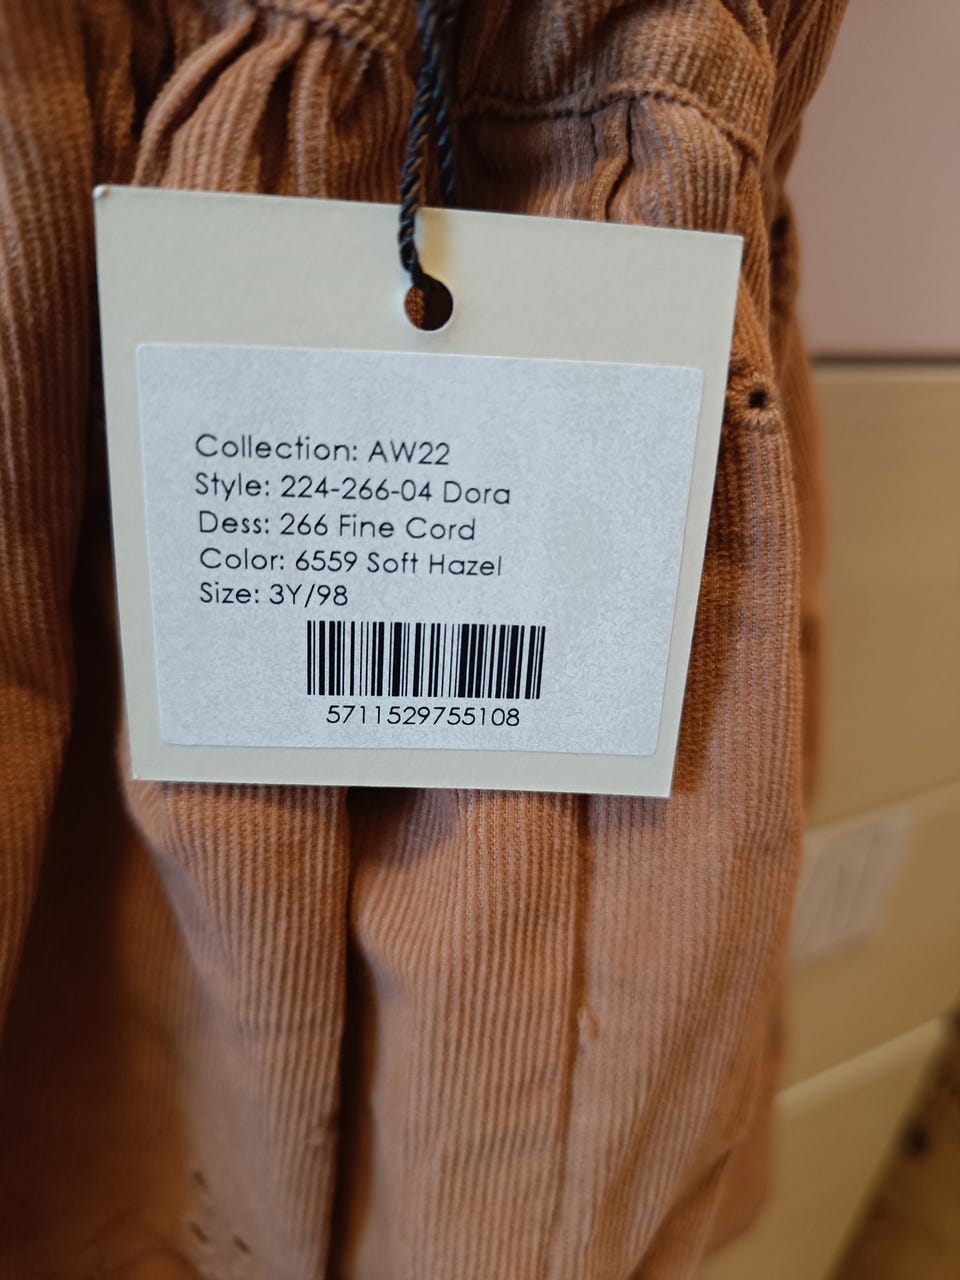 Collection: AW22
Style: 224-266-04 Dora
Dess: 266 Fine Cord
Color: 6559 Soft Hazel
Size: 3Y/98
5711529755108